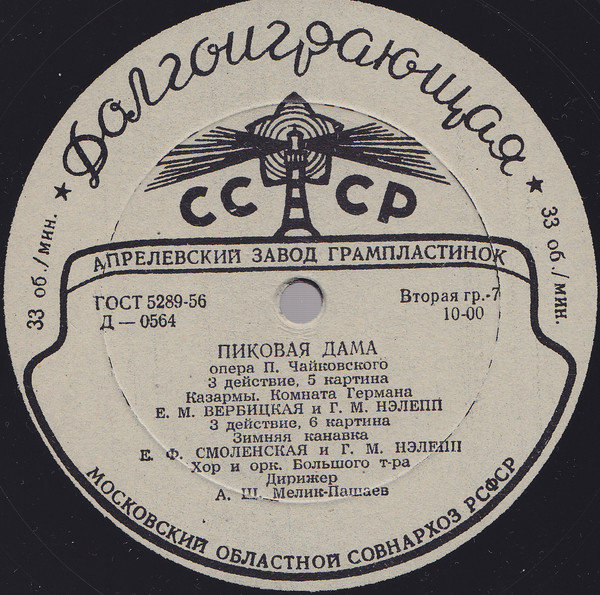 Долгоиграющая
★ 33 об./мин.
★ 33 об./мин.
СССР
АПРЕЛЕВСКИЙ ЗАВОД ГРАМПЛАСТИНОК
ГОСТ 5289-56
Д — 0564
Вторая гр.-7
10-00
ПИКОВАЯ ДАМА
опера П. Чайковского
3 действие, 5 картина
Казармы. Комната Германа
Е. М. ВЕРБИЦКАЯ и Г. М. НЭЛЕПП
3 действие, 6 картина
Зимняя канавка
Е. Ф. СМОЛЕНСКАЯ и Г. М. НЭЛЕПП
Хор и орк. Большого т-ра
Дирижер
А. Ш. Мелик-Пашаев
МОСКОВСКИЙ ОБЛАСТНОЙ СОВНАРХОЗ РСФСР